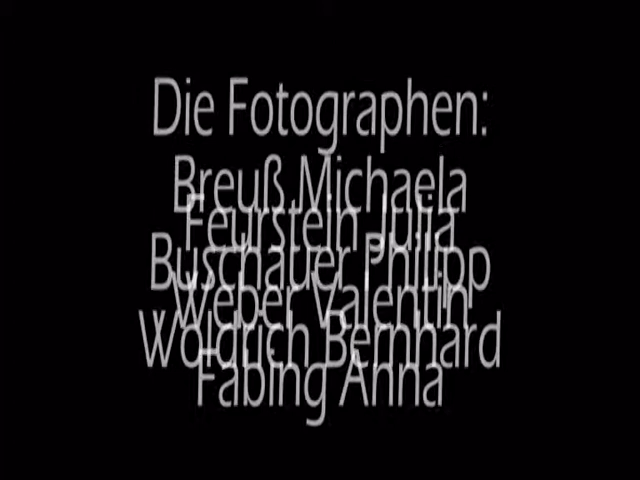 Die Fotographen:
Breuß Michaela
Feurstein Julia
Buschauer Philipp
Weber Valentin
Woldrich Bernhard
Fabing Anna